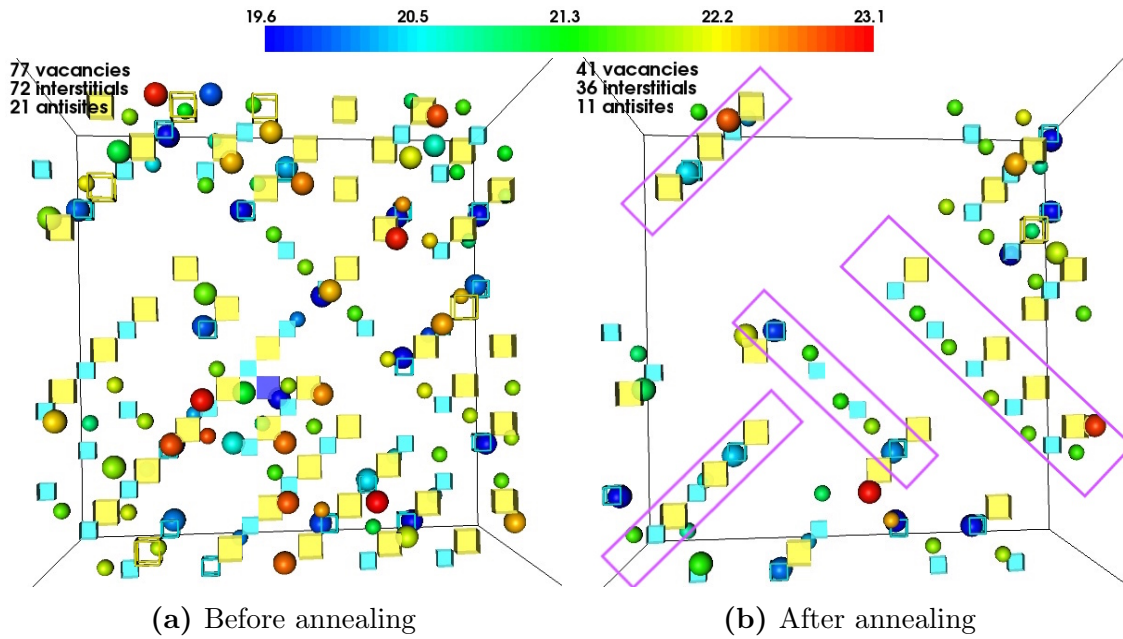 19.6 20.5 21.3 22.2 23.1
77 vacancies
72 interstitials
21 antisites
41 vacancies
36 interstitials
11 antisites
(a) Before annealing
(b) After annealing